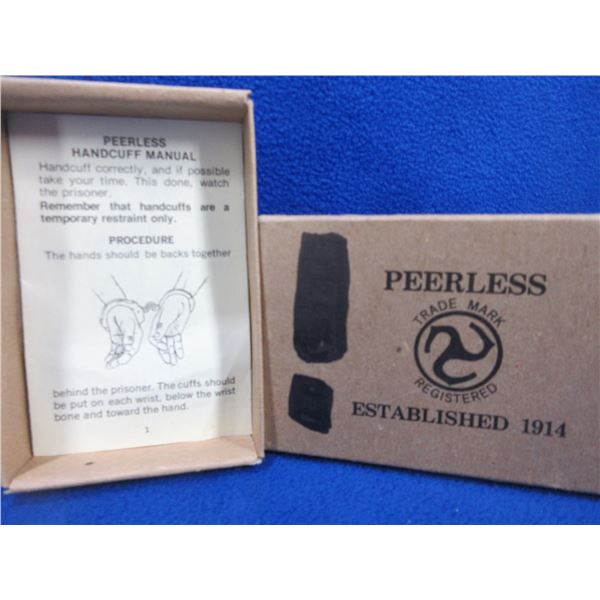 PEERLESS
HANDCUFF MANUAL
Handcuff correctly, and if possible
take your time. This done, watch
the prisoner.
Remember that handcuffs are a
temporary restraint only.
PROCEDURE
The hands should be backs together
behind the prisoner. The cuffs should
be put on each wrist, below the wrist
bone and toward the hand.
1
PEERLESS
TRADE MARK
REGISTERED
ESTABLISHED 1914